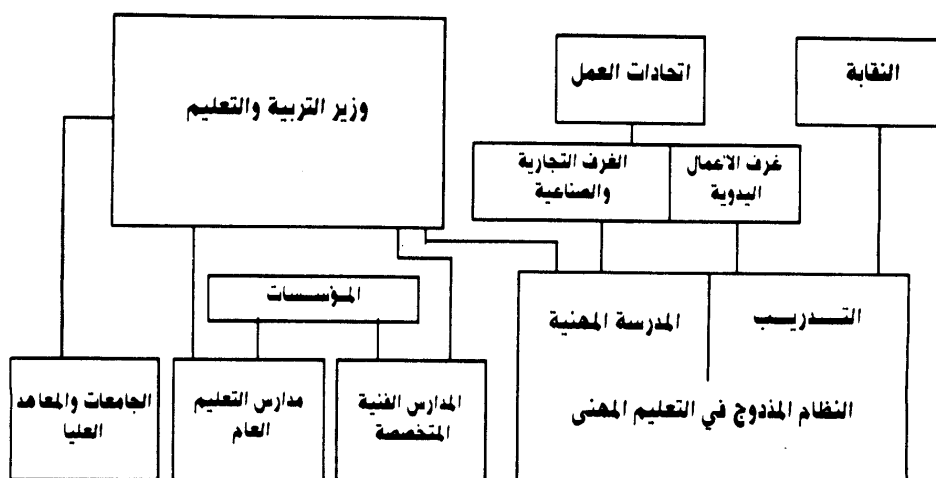 النقابة
اتحادات العمل
وزير التربية والتعليم
غرف الاعمال
اليدوية
الغرف التجارية
والصناعية
المؤسسات
التدريب
المدرسة المهنية
النظام المذدوج في التعليم المهنى
المدارس الفنية
المتخصصة
مدارس التعليم
العام
الجامعات والمعاهد
العليا